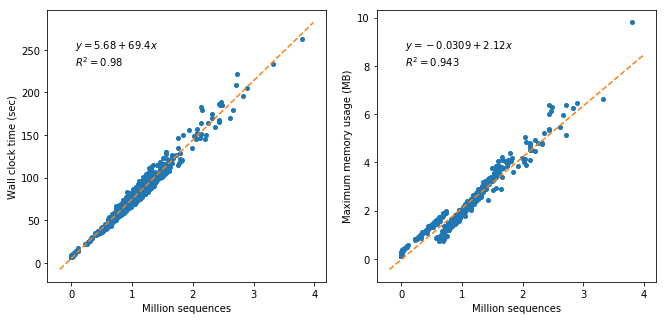 y = 5.68 + 69.4x
R² = 0.98
250
200
150
100
50
0
Wall clock time (sec)
0 1 2 3 4
Million sequences
y = −0.0309 + 2.12x
R² = 0.943
10
8
6
4
2
0
Maximum memory usage (MB)
0 1 2 3 4
Million sequences